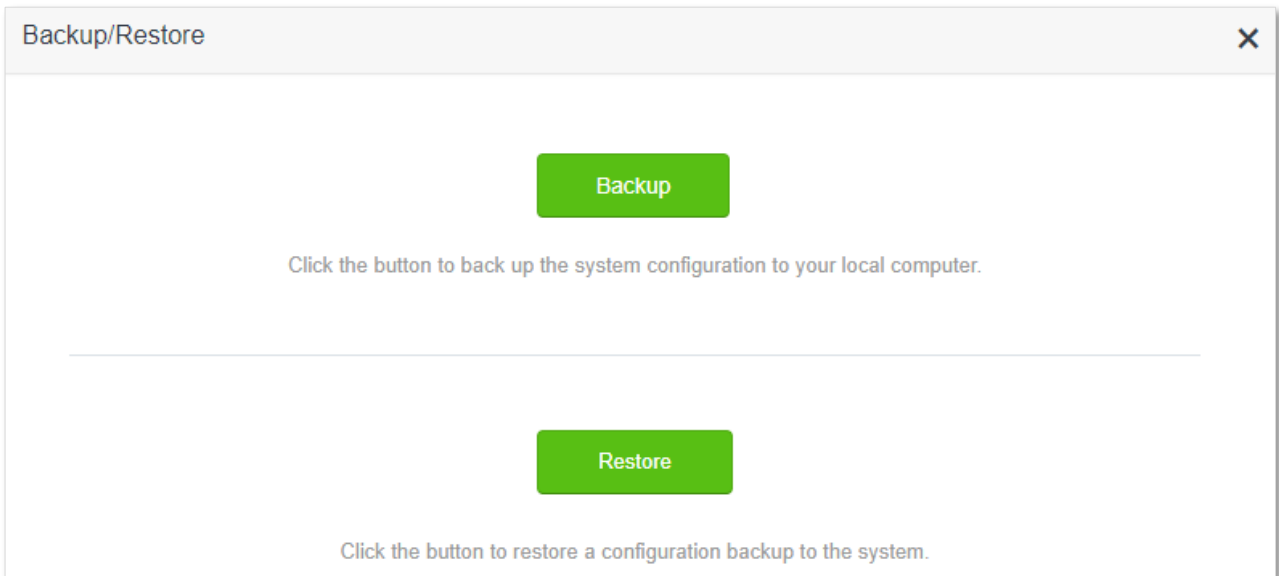 Backup/Restore
Backup
Click the button to back up the system configuration to your local computer.
Restore
Click the button to restore a configuration backup to the system.